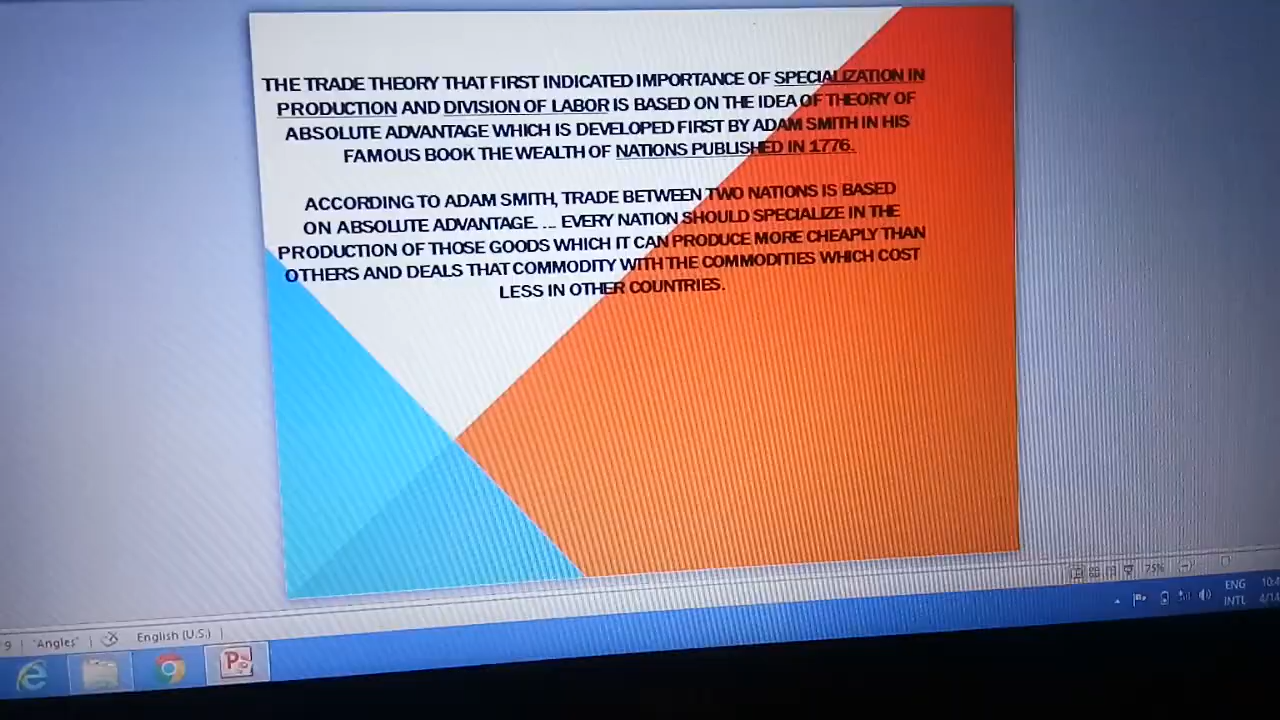 THE TRADE THEORY THAT FIRST INDICATED IMPORTANCE OF SPECIALIZATION IN
PRODUCTION AND DIVISION OF LABOR IS BASED ON THE IDEA OF THEORY OF
ABSOLUTE ADVANTAGE WHICH IS DEVELOPED FIRST BY ADAM SMITH IN HIS
FAMOUS BOOK THE WEALTH OF NATIONS PUBLISHED IN 1776.
ACCORDING TO ADAM SMITH, TRADE BETWEEN TWO NATIONS IS BASED
ON ABSOLUTE ADVANTAGE. ... EVERY NATION SHOULD SPECIALIZE IN THE
PRODUCTION OF THOSE GOODS WHICH IT CAN PRODUCE MORE CHEAPLY THAN
OTHERS AND DEALS THAT COMMODITY WITH THE COMMODITIES WHICH COST
LESS IN OTHER COUNTRIES.
75%
9 "Angles" English (U.S.)
ENG
INTL